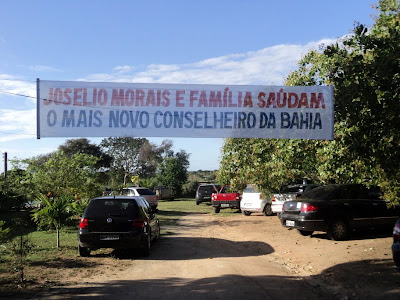 JOSELIO MORAIS E FAMÍLIA SAÚDAM
O MAIS NOVO CONSELHEIRO DA BAHIA